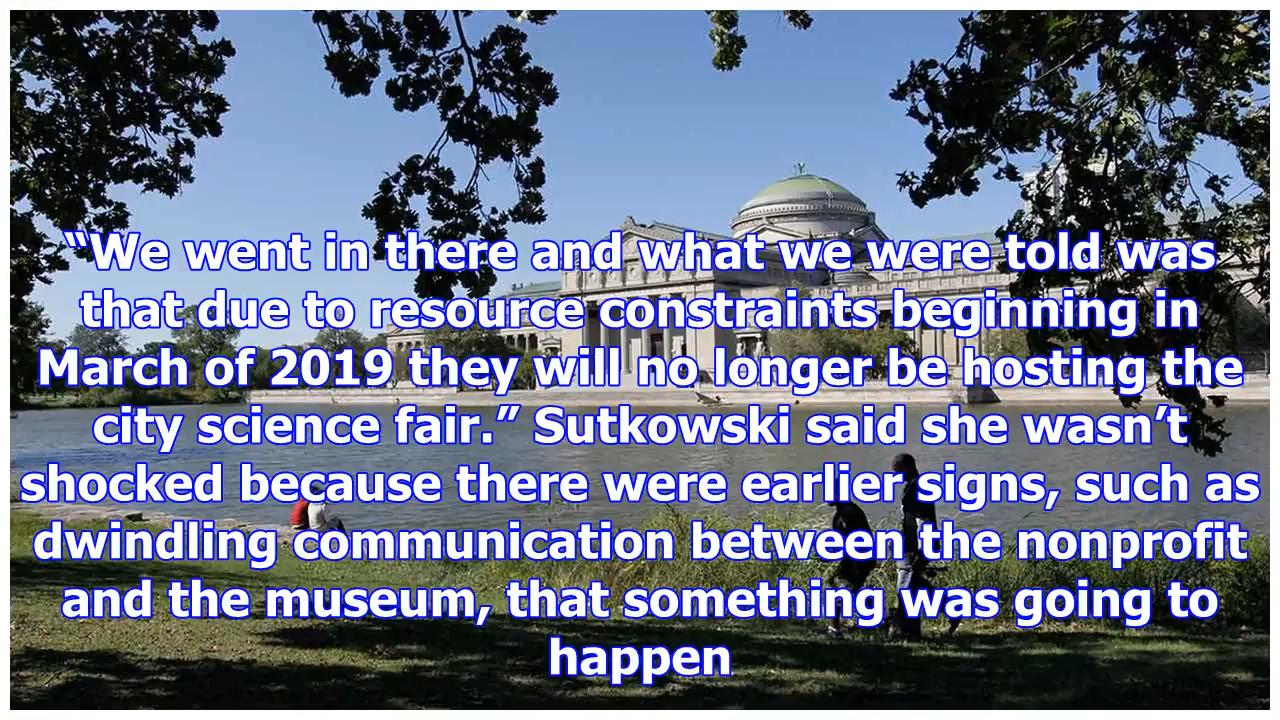 “We went in there and what we were told was
that due to resource constraints beginning in
March of 2019 they will no longer be hosting the
city science fair.” Sutkowski said she wasn’t
shocked because there were earlier signs, such as
dwindling communication between the nonprofit
and the museum, that something was going to
happen